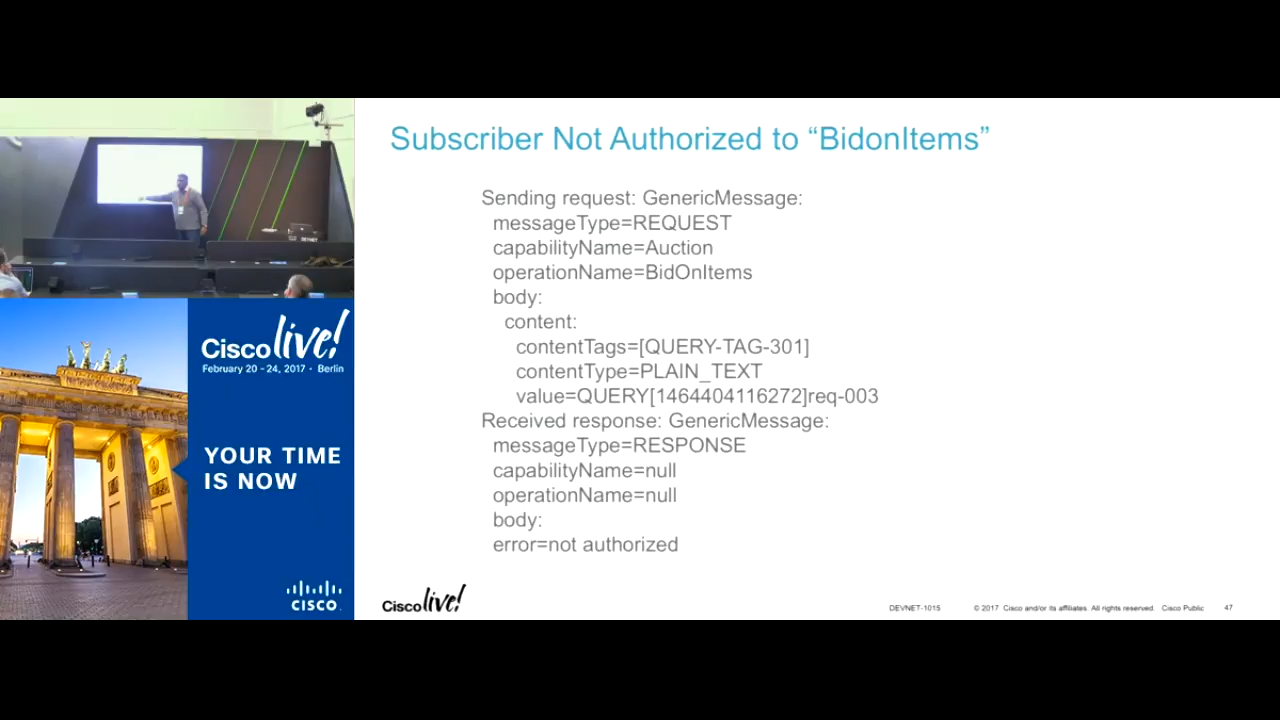 Subscriber Not Authorized to “BidonItems”
Sending request: GenericMessage:
messageType=REQUEST
capabilityName=Auction
operationName=BidOnItems
body:
content:
contentTags=[QUERY-TAG-301]
contentType=PLAIN_TEXT
value=QUERY[1464404116272]req-003
Received response: GenericMessage:
messageType=RESPONSE
capabilityName=null
operationName=null
body:
error=not authorized
Cisco live!
DEVNET-1015 © 2017 Cisco and/or its affiliates. All rights reserved. Cisco Public 47
DEVNET
Cisco live!
February 20 - 24, 2017 · Berlin
YOUR TIME
IS NOW
CISCO